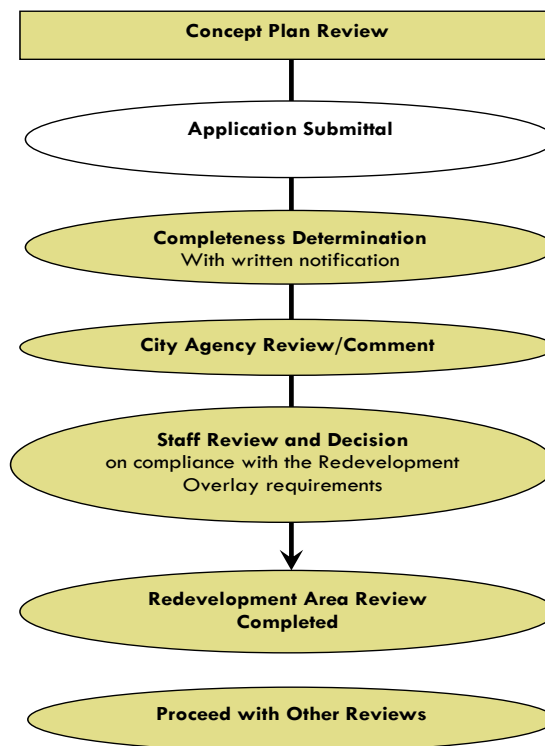 Concept Plan Review
Application Submittal
Completeness Determination
With written notification
City Agency Review/Comment
Staff Review and Decision
on compliance with the Redevelopment
Overlay requirements
Redevelopment Area Review
Completed
Proceed with Other Reviews